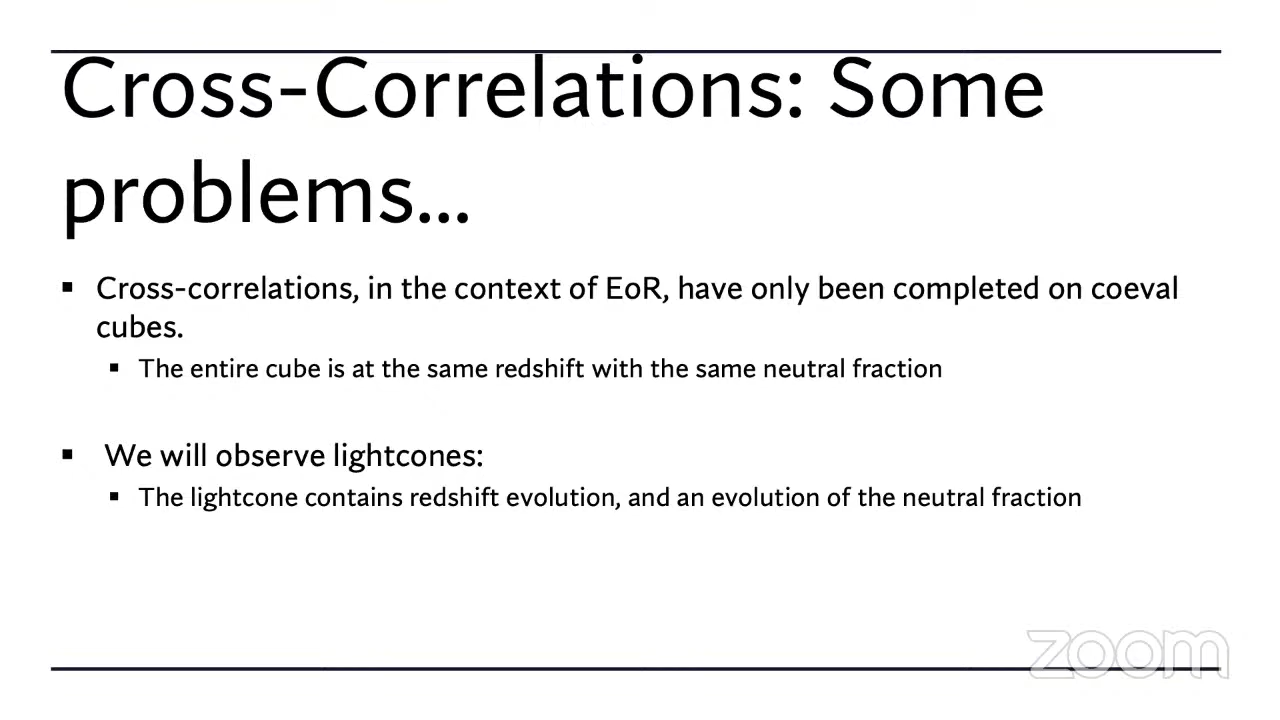 Cross-Correlations: Some
problems...
▪ Cross-correlations, in the context of EoR, have only been completed on coeval
cubes.
▪ The entire cube is at the same redshift with the same neutral fraction
▪ We will observe lightcones:
▪ The lightcone contains redshift evolution, and an evolution of the neutral fraction
zoom